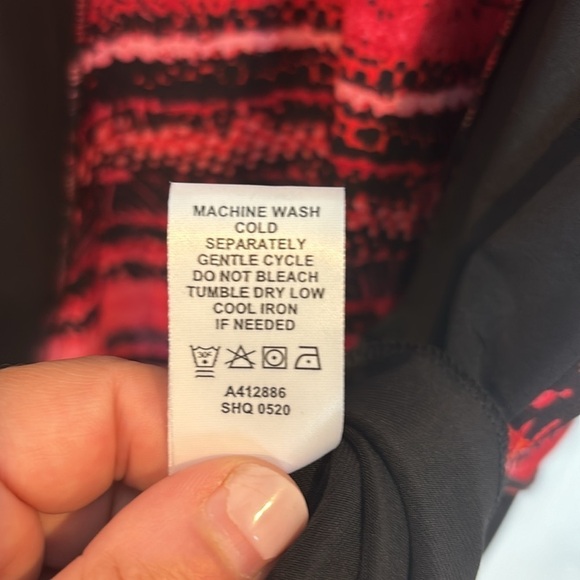 MACHINE WASH
COLD
SEPARATELY
GENTLE CYCLE
DO NOT BLEACH
TUMBLE DRY LOW
COOL IRON
IF NEEDED
30C
A412886
SHQ 0520